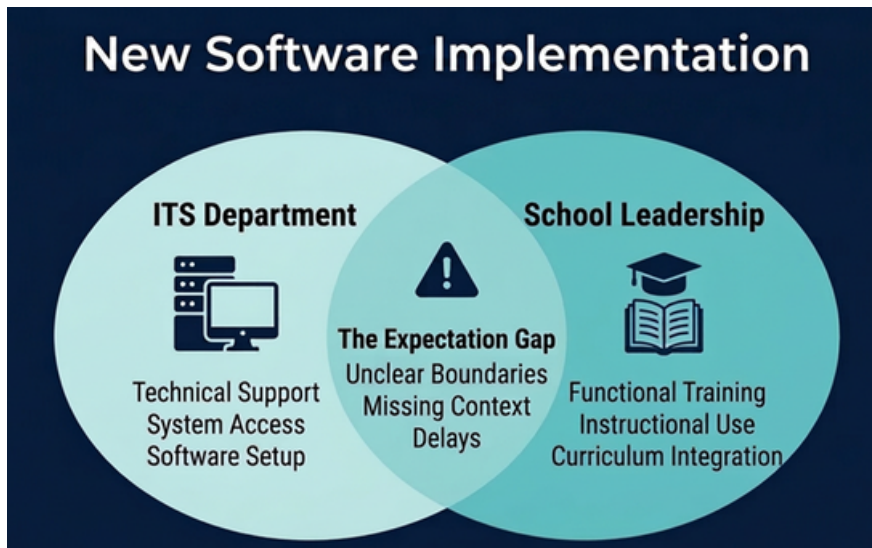 New Software Implementation
ITS Department
Technical Support
System Access
Software Setup
The Expectation Gap
Unclear Boundaries
Missing Context
Delays
School Leadership
Functional Training
Instructional Use
Curriculum Integration